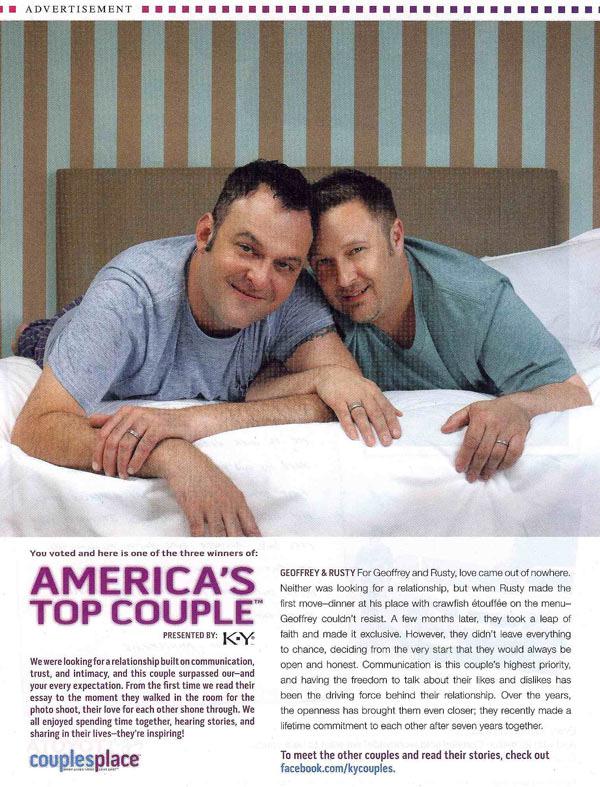 ADVERTISEMENT
You voted and here is one of the three winners of:
AMERICA'S
TOP COUPLE™
PRESENTED BY: K-Y®
We were looking for a relationship built on communication,
trust, and intimacy, and this couple surpassed our—and
your every expectation. From the first time we read their
essay to the moment they walked in the room for the
photo shoot, their love for each other shone through. We
all enjoyed spending time together, hearing stories, and
sharing in their lives—they're inspiring!
couplesplace
GEOFFREY & RUSTY For Geoffrey and Rusty, love came out of nowhere.
Neither was looking for a relationship, but when Rusty made the
first move–dinner at his place with crawfish étouffée on the menu–
Geoffrey couldn't resist. A few months later, they took a leap of
faith and made it exclusive. However, they didn't leave everything
to chance, deciding from the very start that they would always be
open and honest. Communication is this couple's highest priority,
and having the freedom to talk about their likes and dislikes has
been the driving force behind their relationship. Over the years,
the openness has brought them even closer; they recently made a
lifetime commitment to each other after seven years together.
To meet the other couples and read their stories, check out
facebook.com/kycouples.